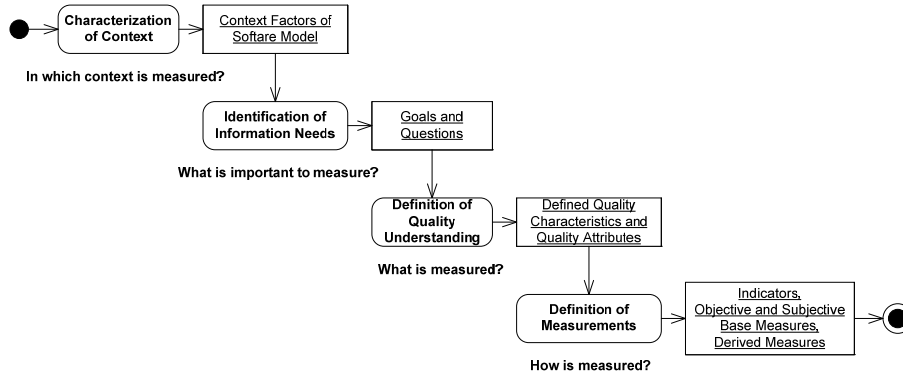 Characterization
of Context
Context Factors of
Softare Model
In which context is measured?
Identification of
Information Needs
Goals and
Questions
What is important to measure?
Definition of
Quality
Understanding
Defined Quality
Characteristics and
Quality Attributes
What is measured?
Definition of
Measurements
Indicators,
Objective and Subjective
Base Measures,
Derived Measures
How is measured?